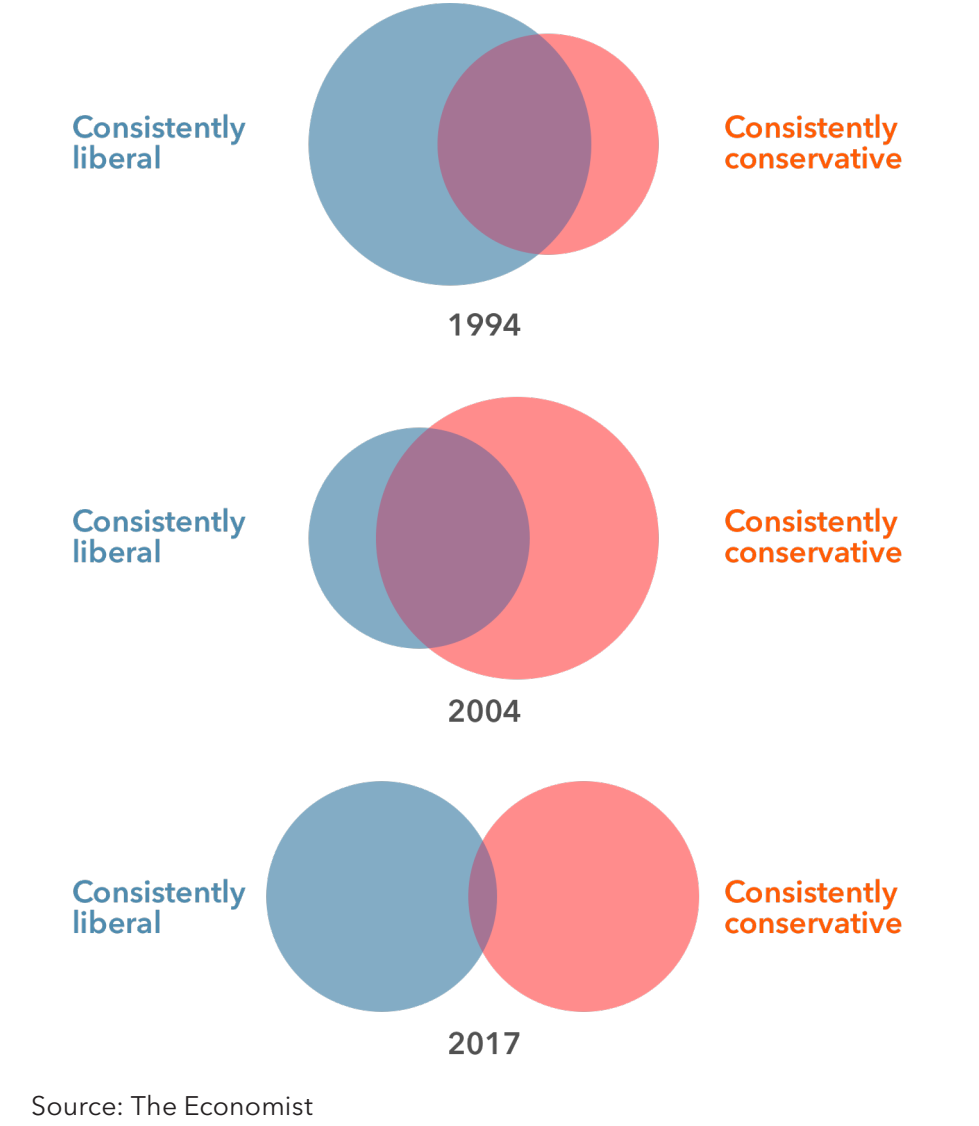 Consistently
liberal
Consistently
conservative
1994
Consistently
liberal
Consistently
conservative
2004
Consistently
liberal
Consistently
conservative
2017
Source: The Economist